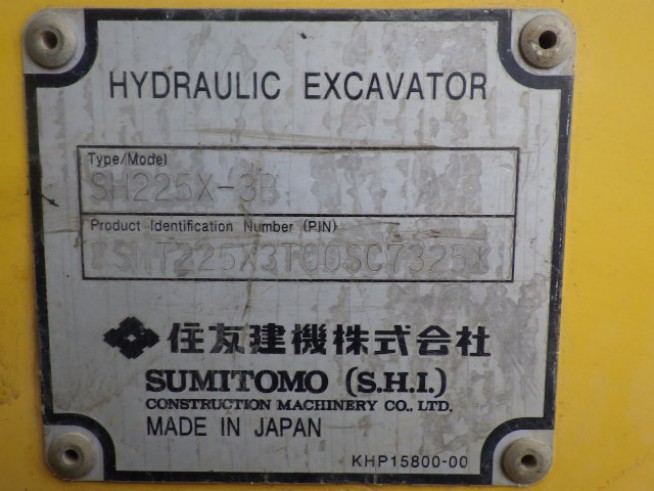 HYDRAULIC EXCAVATOR
Type/Model
SH225X-3B
Product Identification Number (PIN)
住友建機株式会社
SUMITOMO (S.H.I.)
CONSTRUCTION MACHINERY CO., LTD.
MADE IN JAPAN
KHP15800-00